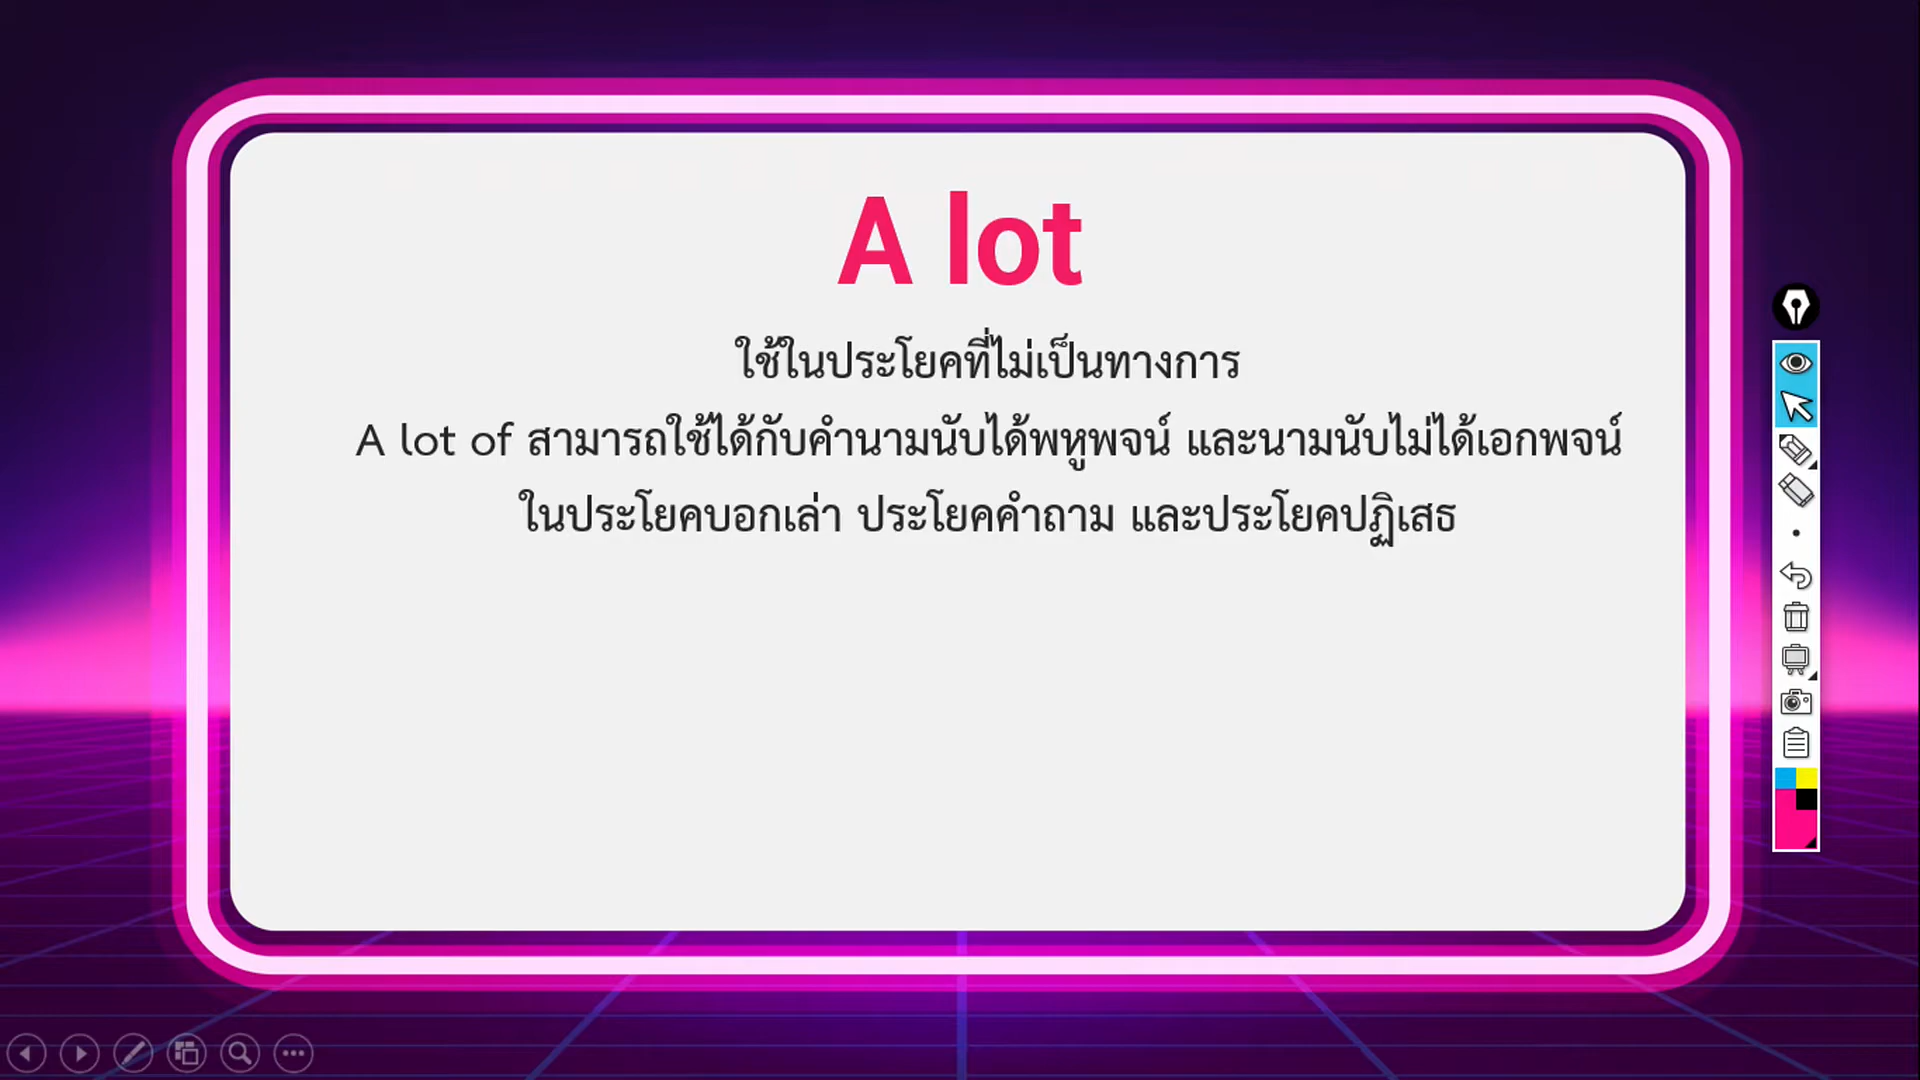 A lot
ใช้ในประโยคที่ไม่เป็นทางการ
A lot of สามารถใช้ได้กับคำนามนับได้พหูพจน์ และนามนับไม่ได้เอกพจน์
ในประโยคบอกเล่า ประโยคคำถาม และประโยคปฏิเสธ